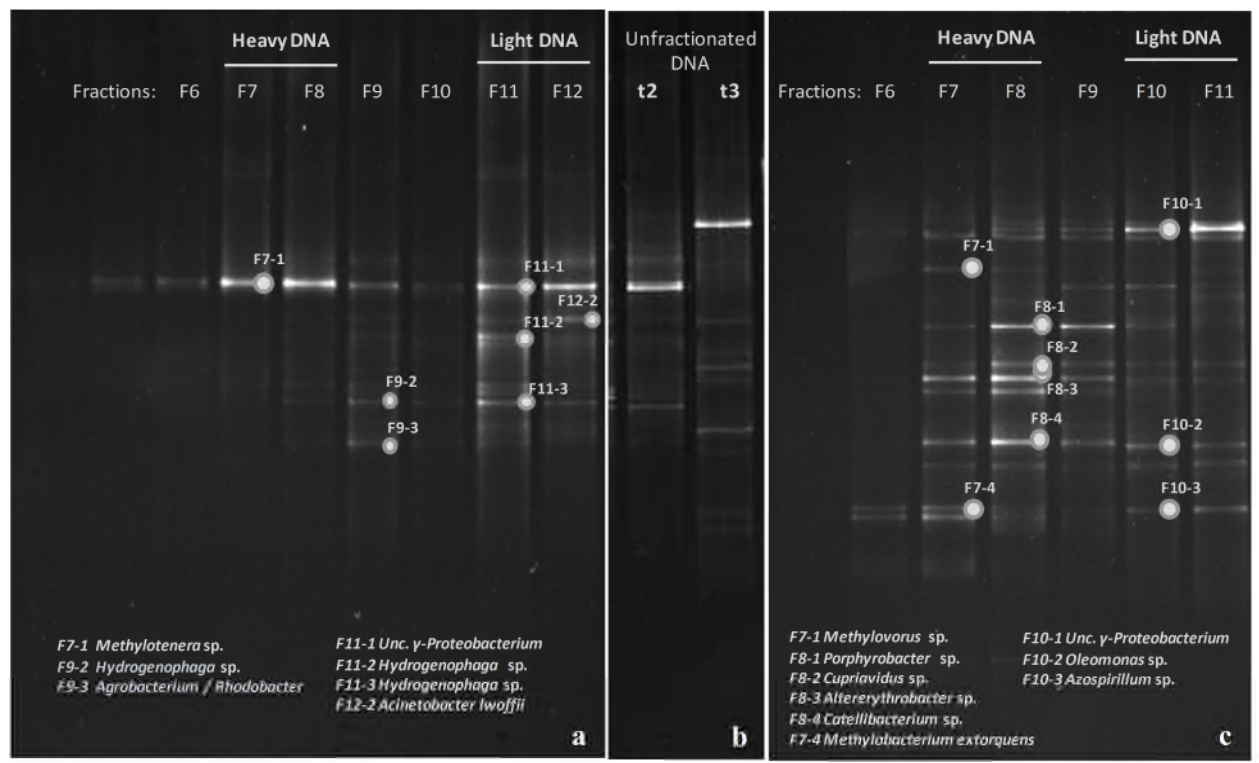 Heavy DNA Light DNA
Fractions: F6 F7 F8 F9 F10 F11 F12
F7-1
F11-1
F12-2
F11-2
F9-2
F11-3
F9-3
F7-1 Methylotenera sp.
F9-2 Hydrogenophaga sp.
F9-3 Agrobacterium / Rhodobacter
F11-1 Unc. γ-Proteobacterium
F11-2 Hydrogenophaga sp.
F11-3 Hydrogenophaga sp.
F12-2 Acinetobacter lwoffii
a
Unfractionated
DNA
t2 t3
b
Heavy DNA Light DNA
Fractions: F6 F7 F8 F9 F10 F11
F10-1
F7-1
F8-1
F8-2
F8-3
F8-4
F10-2
F7-4
F10-3
F7-1 Methylovorus sp.
F8-1 Porphyrobacter sp.
F8-2 Cupriavidus sp.
F8-3 Altererythrobacter sp.
F8-4 Catellibacterium sp.
F7-4 Methylobacterium extorquens
F10-1 Unc. γ-Proteobacterium
F10-2 Oleomonas sp.
F10-3 Azospirillum sp.
c